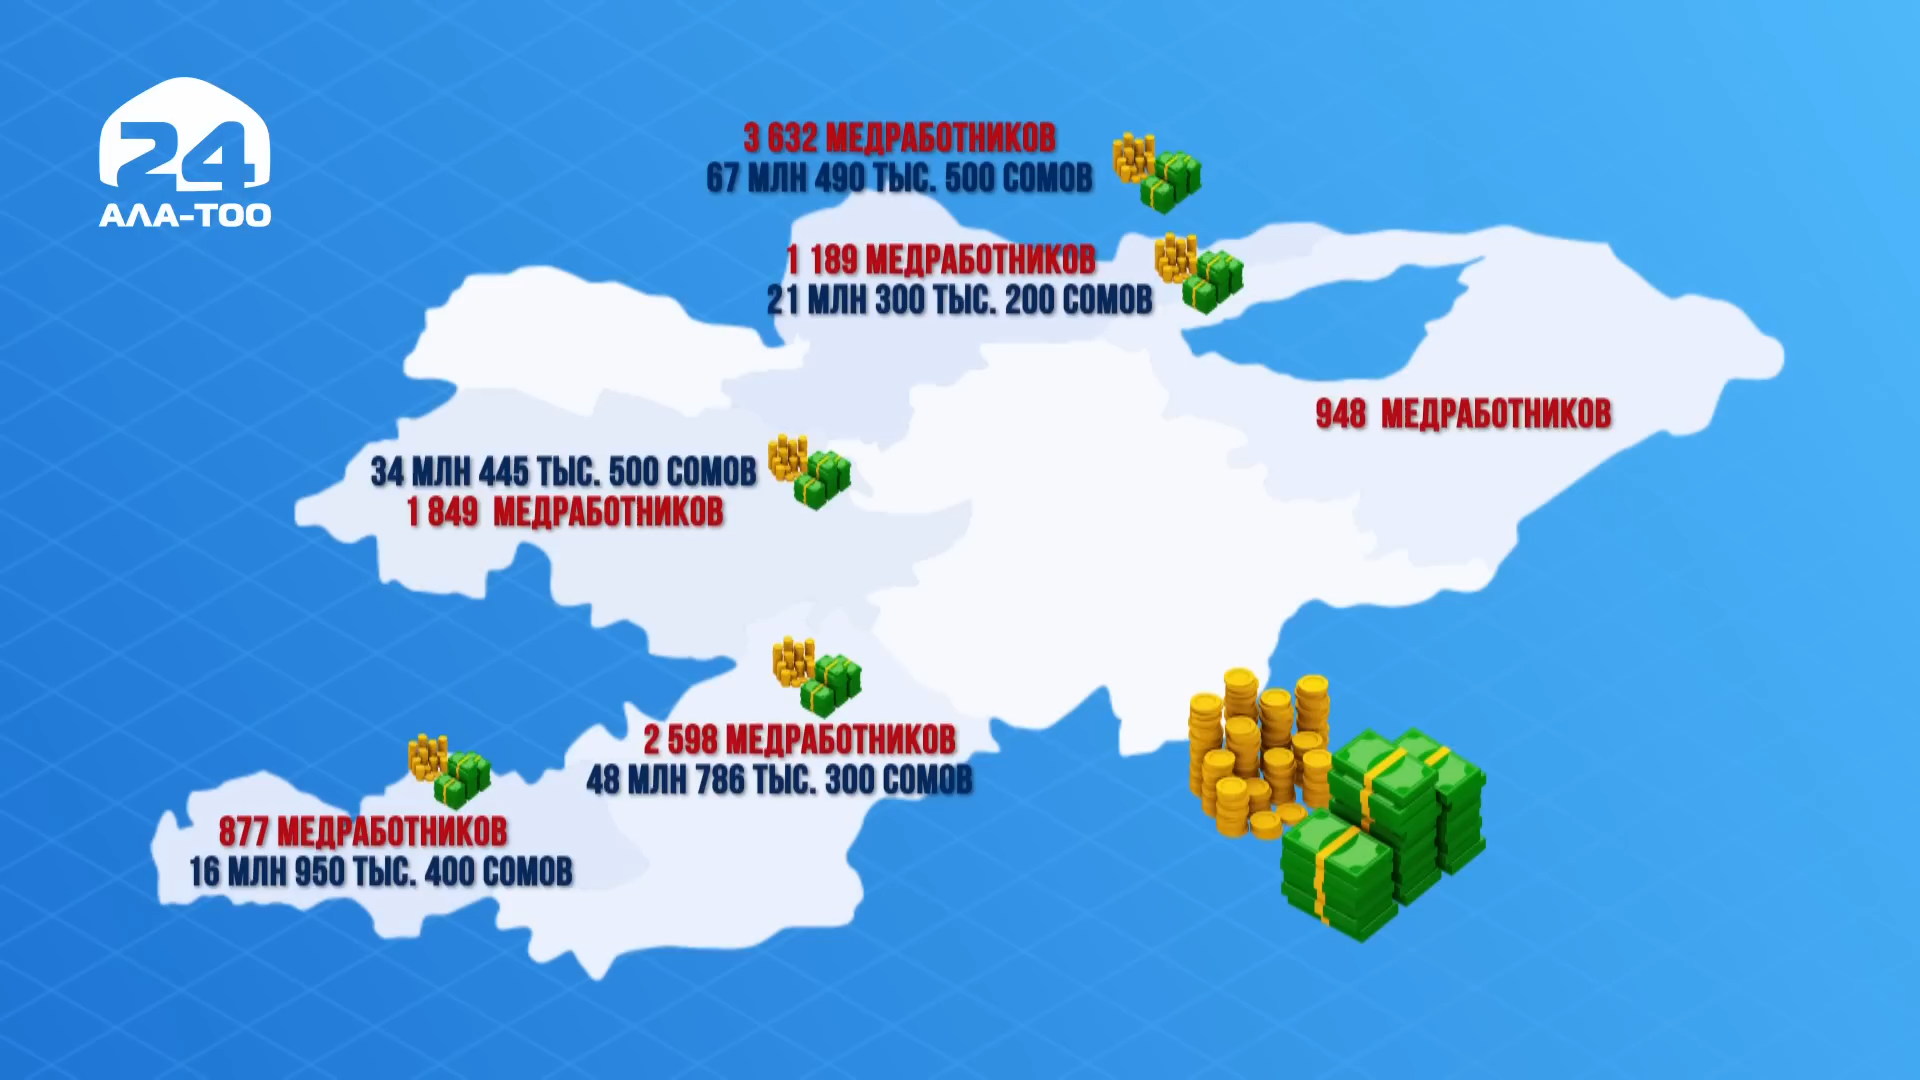 24
АЛА-ТОО
3 632 МЕДРАБОТНИКОВ
67 МЛН 490 ТЫС. 500 СОМОВ
1 189 МЕДРАБОТНИКОВ
21 МЛН 300 ТЫС. 200 СОМОВ
948 МЕДРАБОТНИКОВ
34 МЛН 445 ТЫС. 500 СОМОВ
1 849 МЕДРАБОТНИКОВ
2 598 МЕДРАБОТНИКОВ
48 МЛН 786 ТЫС. 300 СОМОВ
877 МЕДРАБОТНИКОВ
16 МЛН 950 ТЫС. 400 СОМОВ